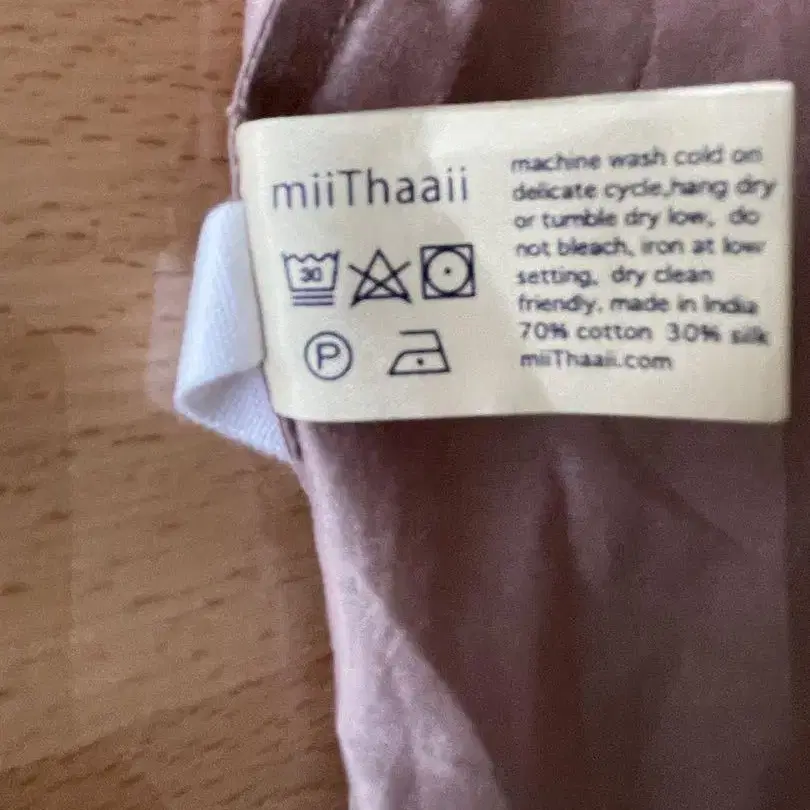 miiThaaii
30
P
machine wash cold on
delicate cycle,hang dry
or tumble dry low, do
not bleach, iron at low
setting, dry clean
friendly. made in India
70% cotton 30% silk
miiThaaii.com